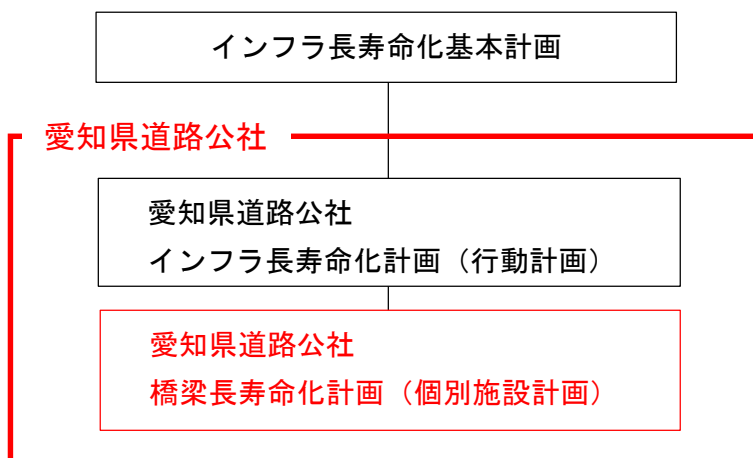 インフラ長寿命化基本計画
愛知県道路公社
愛知県道路公社
インフラ長寿命化計画（行動計画）
愛知県道路公社
橋梁長寿命化計画（個別施設計画）